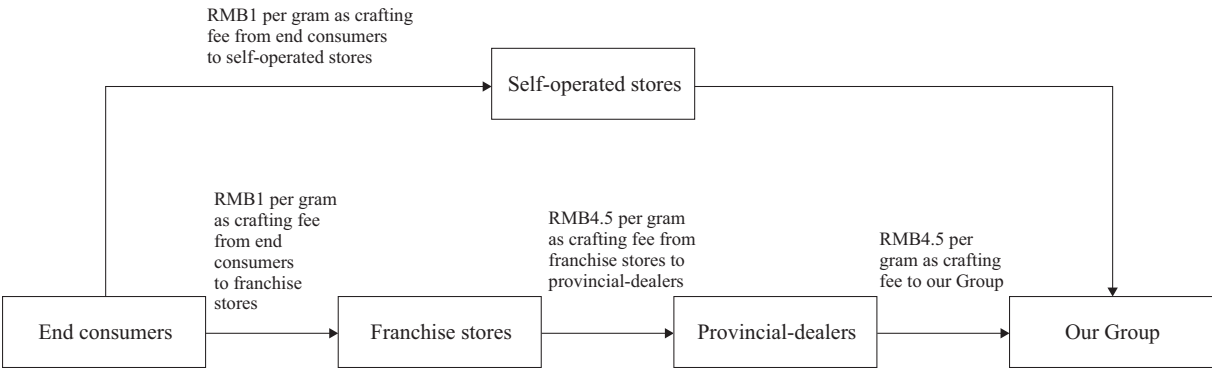 RMB1 per gram as crafting
fee from end consumers
to self-operated stores
Self-operated stores
RMB1 per gram
as crafting fee
from end
consumers
to franchise
stores
RMB4.5 per gram
as crafting fee from
franchise stores to
provincial-dealers
RMB4.5 per
gram as crafting
fee to our Group
End consumers
Franchise stores
Provincial-dealers
Our Group